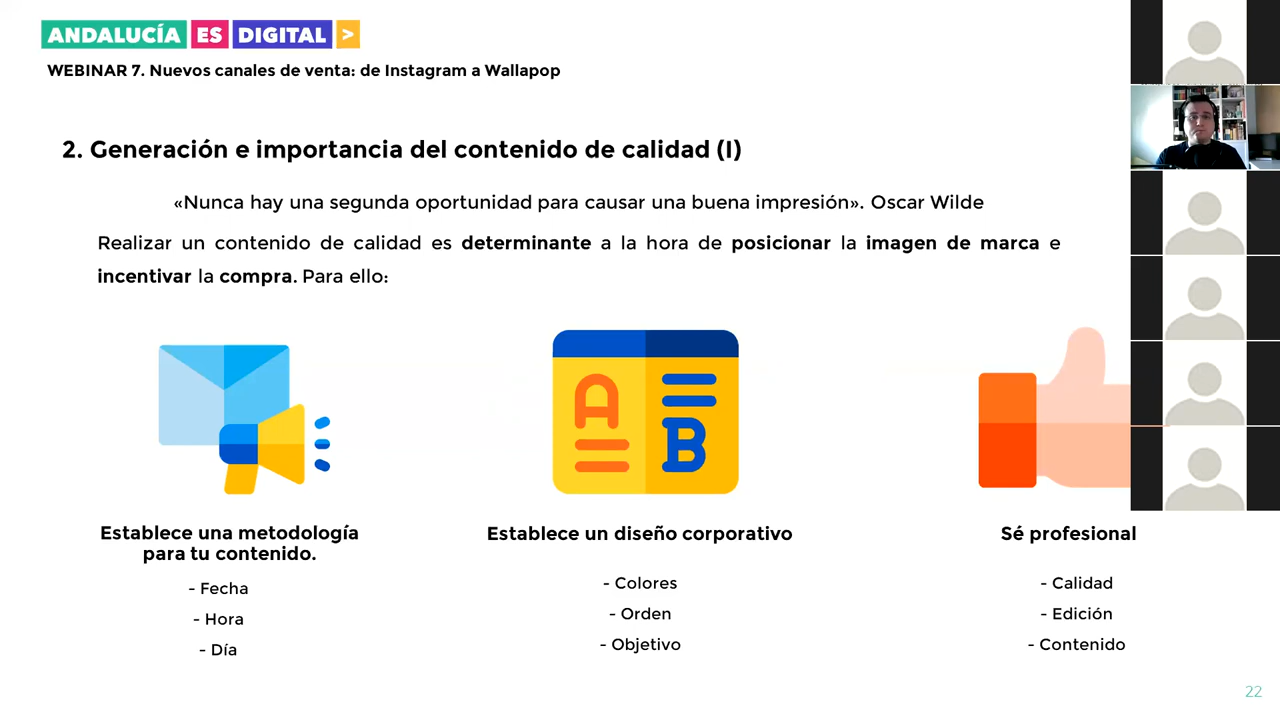 ANDALUCÍA ES DIGITAL >
WEBINAR 7. Nuevos canales de venta: de Instagram a Wallapop
2. Generación e importancia del contenido de calidad (I)
«Nunca hay una segunda oportunidad para causar una buena impresión». Oscar Wilde
Realizar un contenido de calidad es determinante a la hora de posicionar la imagen de marca e
incentivar la compra. Para ello:
A
B
Establece una metodología
para tu contenido.
- Fecha
- Hora
- Día
Establece un diseño corporativo
- Colores
- Orden
- Objetivo
Sé profesional
- Calidad
- Edición
- Contenido
22